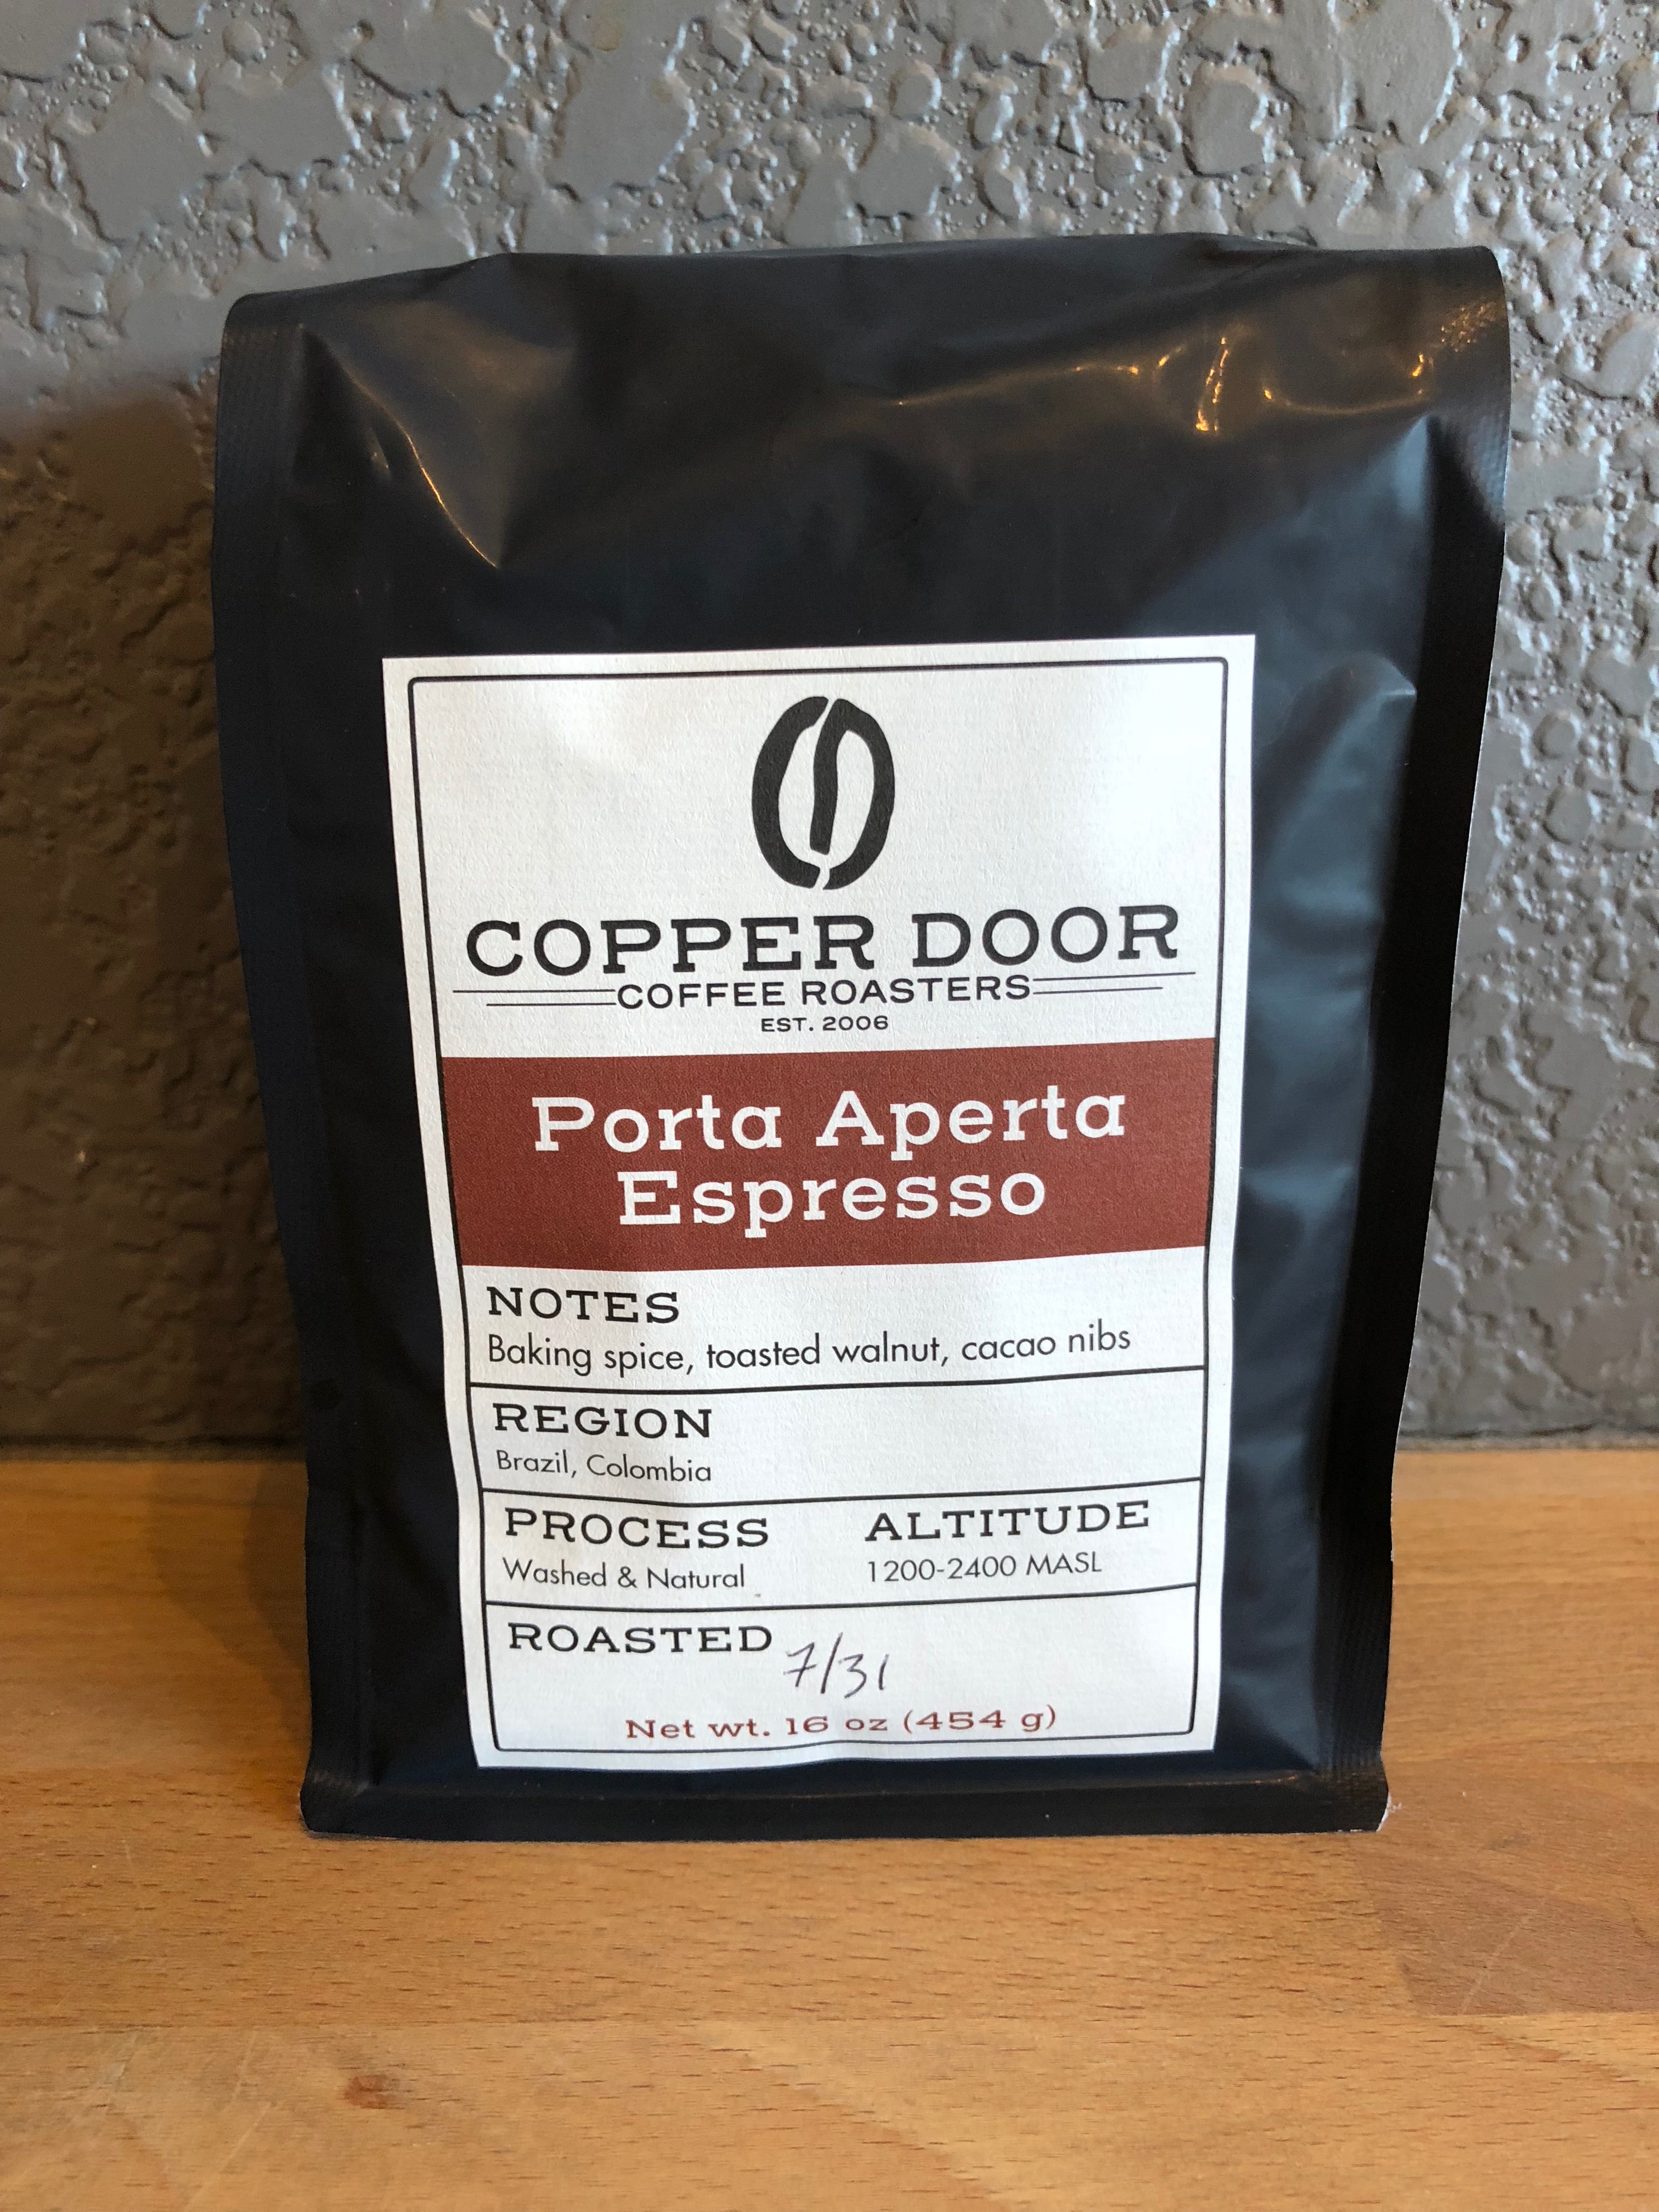 COPPER DOOR
COFFEE ROASTERS
EST. 2006
Porta Aperta
Espresso
NOTES
Baking spice, toasted walnut, cacao nibs
REGION
Brazil, Colombia
PROCESS
Washed & Natural
ALTITUDE
1200-2400 MASL
ROASTED 7/31
Net wt. 16 oz (454 g)